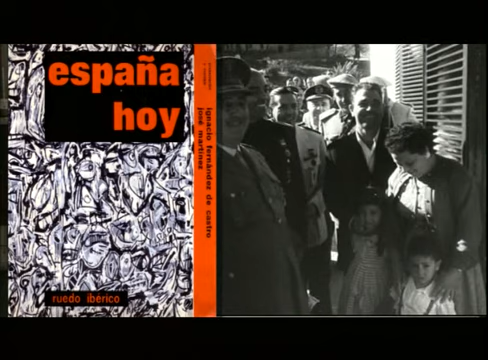 españa
hoy
ignacio fernández de castro
josé martínez
ruedo ibérico